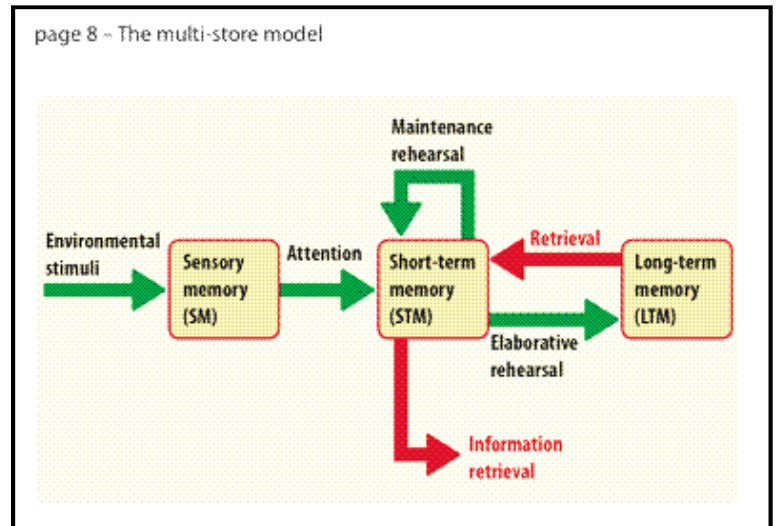 page 8 – The multi-store model
Maintenance
rehearsal
Environmental
stimuli
Sensory
memory
(SM)
Attention
Short-term
memory
(STM)
Retrieval
Long-term
memory
(LTM)
Elaborative
rehearsal
Information
retrieval